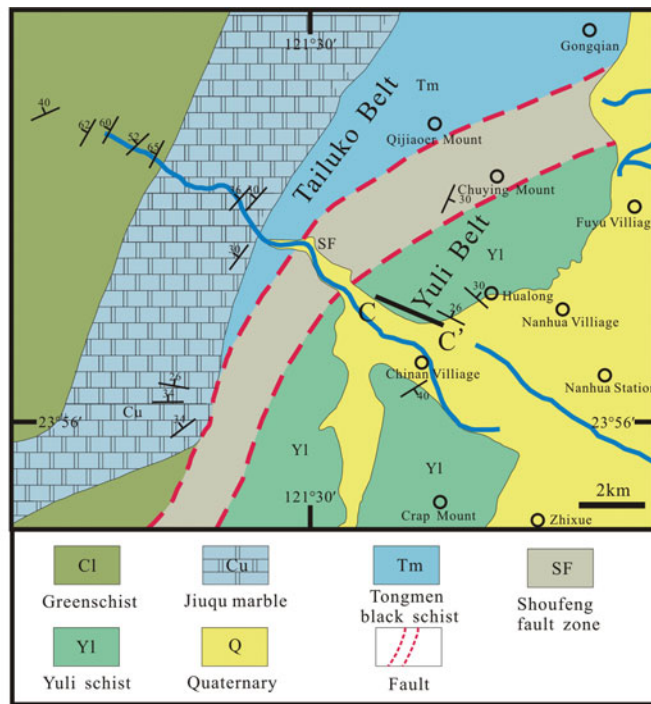 121°30′
Gongqian
40
Tm
62
60
52
65
Qijiaoer Mount
Tailuko Belt
Chuying Mount
30
Fuyu Villiage
SF
Yl
30
Yuli Belt
30
Hualong
C
26
Nanhua Villiage
C’
Chinan Villiage
Nanhua Station
26
34
40
Cu
34
23°56′
23°56′
Yl
Yl
121°30′
Crap Mount
2km
Zhixue
Cl
Cu
Tm
SF
Greenschist
Jiuqu marble
Tongmen
black schist
Shoufeng
fault zone
Yl
Q
Yuli schist
Quaternary
Fault